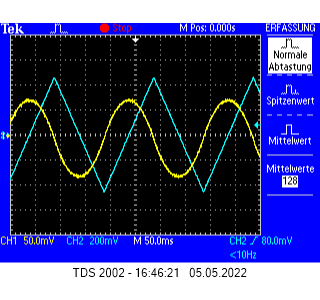 Tek Stop M Pos: 0.000s ERFASSUNG
Normale
Abtastung
Spitzenwert
Mittelwert
Mittelwerte
128
CH1 50.0mV CH2 200mV M 50.0ms CH2 / 80.0mV
<10Hz
TDS 2002 - 16:46:21 05.05.2022